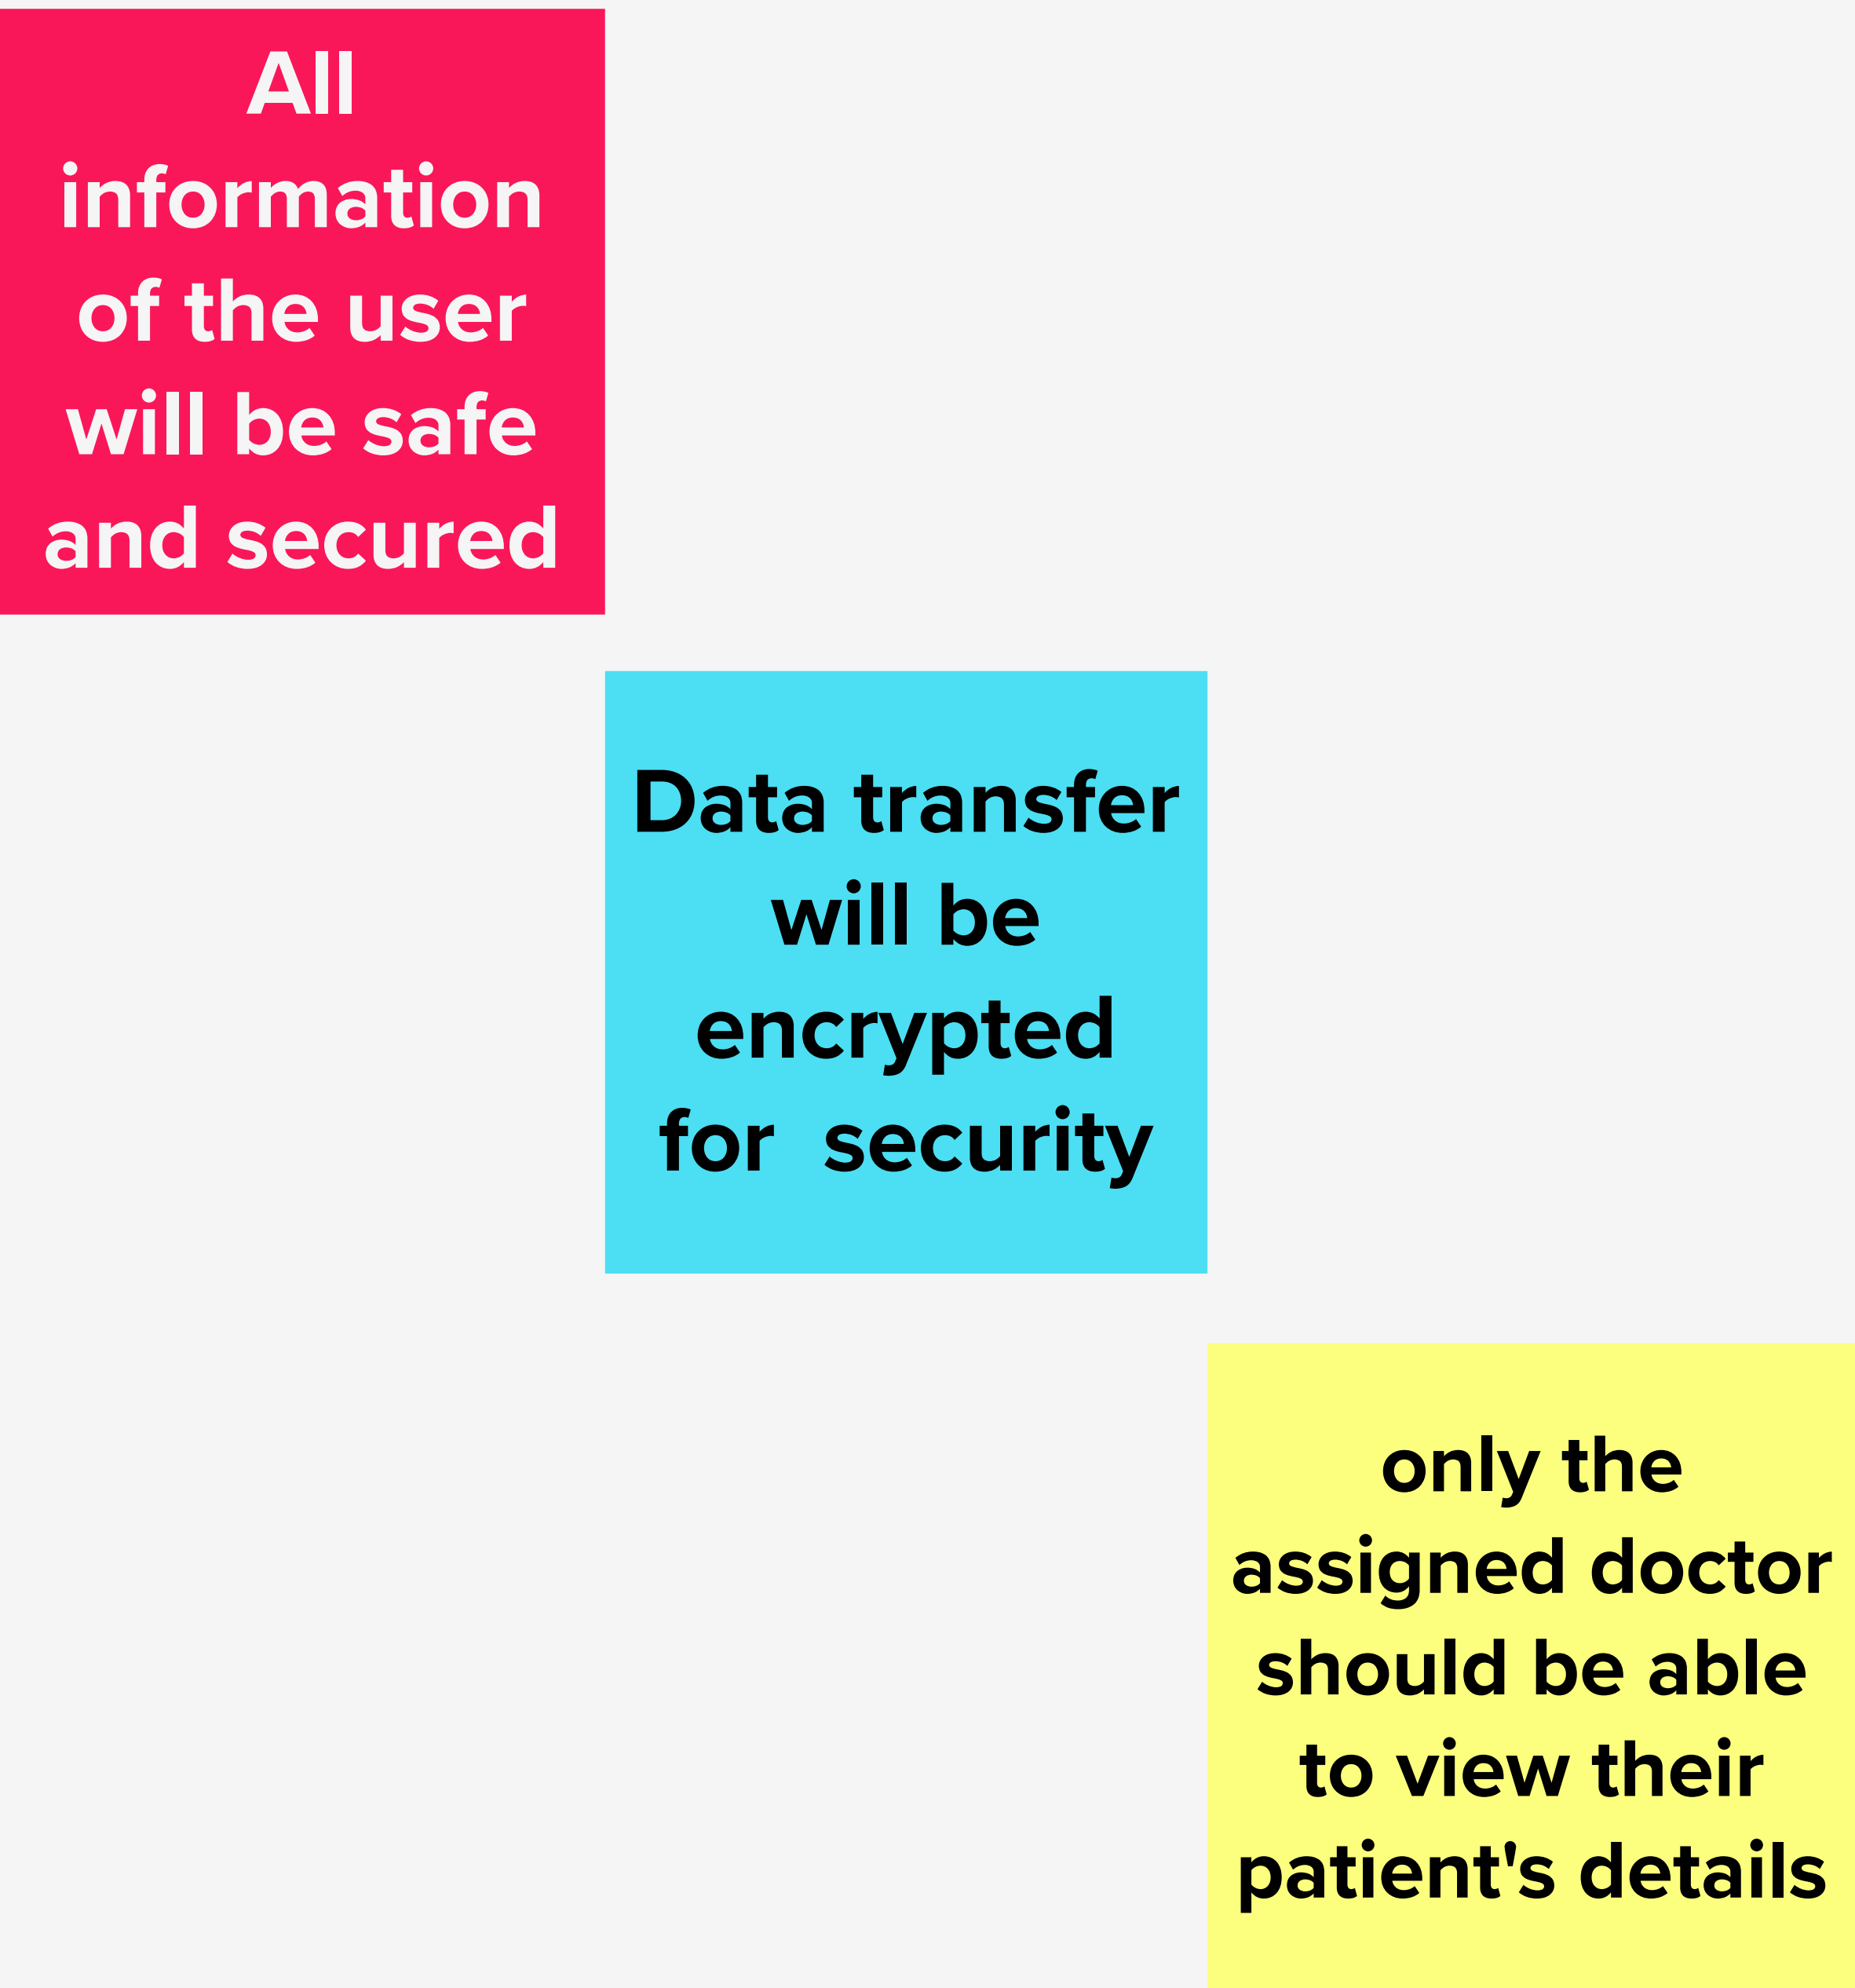 All
information
of the user
will be safe
and secured
Data transfer
will be
encrypted
for  security
only the
assigned doctor
should be able
to view their
patient's details